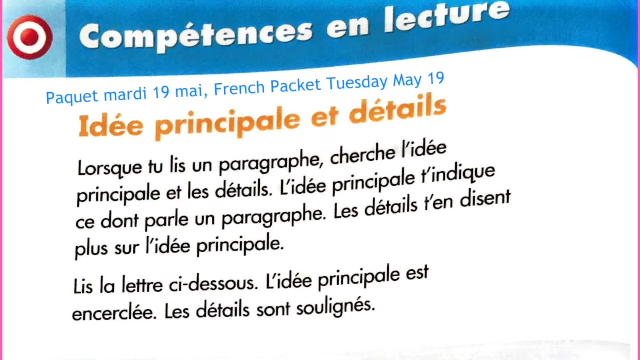 Compétences en lecture
Paquet mardi 19 mai, French Packet Tuesday May 19
Idée principale et détails
Lorsque tu lis un paragraphe, cherche l'idée
principale et les détails. L'idée principale t'indique
ce dont parle un paragraphe. Les détails t'en disent
plus sur l'idée principale.
Lis la lettre ci-dessous. L'idée principale est
encerclée. Les détails sont soulignés.